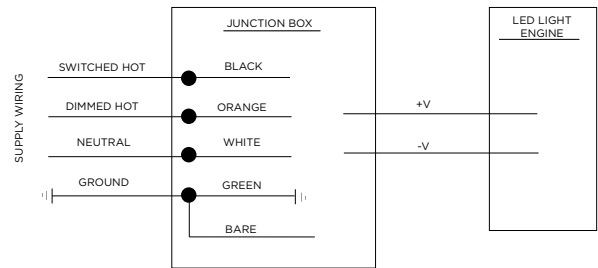 JUNCTION BOX
LED LIGHT
ENGINE
SUPPLY WIRING
SWITCHED HOT
BLACK
DIMMED HOT
ORANGE
+V
NEUTRAL
WHITE
-V
GROUND
GREEN
BARE